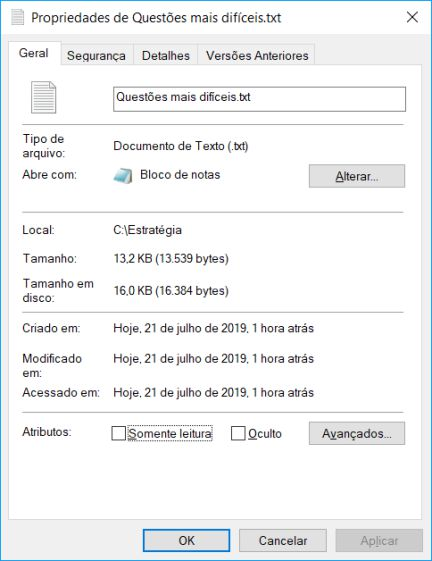 Propriedades de Questões mais difíceis.txt
Geral Segurança Detalhes Versões Anteriores
Questões mais difíceis.txt
Tipo de
arquivo: Documento de Texto (.txt)
Abre com: Bloco de notas Alterar...
Local: C:\Estratégia
Tamanho: 13,2 KB (13.539 bytes)
Tamanho em
disco: 16,0 KB (16.384 bytes)
Criado em: Hoje, 21 de julho de 2019, 1 hora atrás
Modificado
em: Hoje, 21 de julho de 2019, 1 hora atrás
Acessado em: Hoje, 21 de julho de 2019, 1 hora atrás
Atributos: Somente leitura Oculto Avançados...
OK Cancelar Aplicar